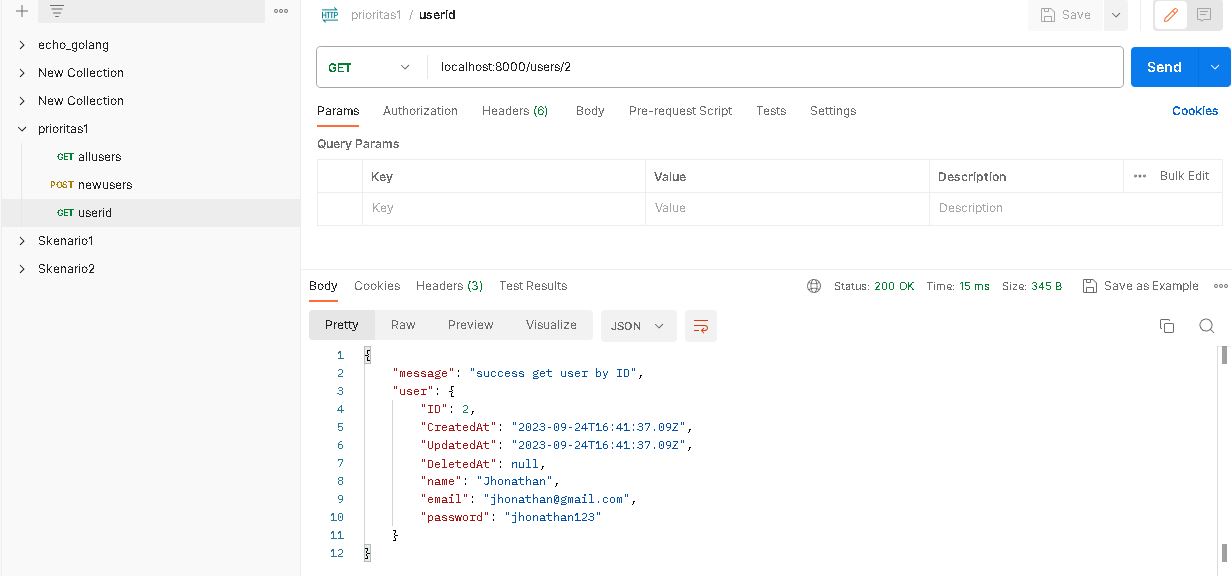 HTTP prioritas1 / userid
Save
echo_golang
New Collection
New Collection
prioritas1
GET allusers
POST newusers
GET userid
Skenario1
Skenario2
GET localhost:8000/users/2
Send
Params Authorization Headers (6) Body Pre-request Script Tests Settings
Cookies
Query Params
Key Value Description ••• Bulk Edit
Key Value Description
Body Cookies Headers (3) Test Results
Status: 200 OK Time: 15 ms Size: 345 B Save as Example
Pretty Raw Preview Visualize JSON
1 {
2 "message": "success get user by ID",
3 "user": {
4 "ID": 2,
5 "CreatedAt": "2023-09-24T16:41:37.09Z",
6 "UpdatedAt": "2023-09-24T16:41:37.09Z",
7 "DeletedAt": null,
8 "name": "Jhonathan",
9 "email": "jhonathan@gmail.com",
10 "password": "jhonathan123"
11 }
12 }